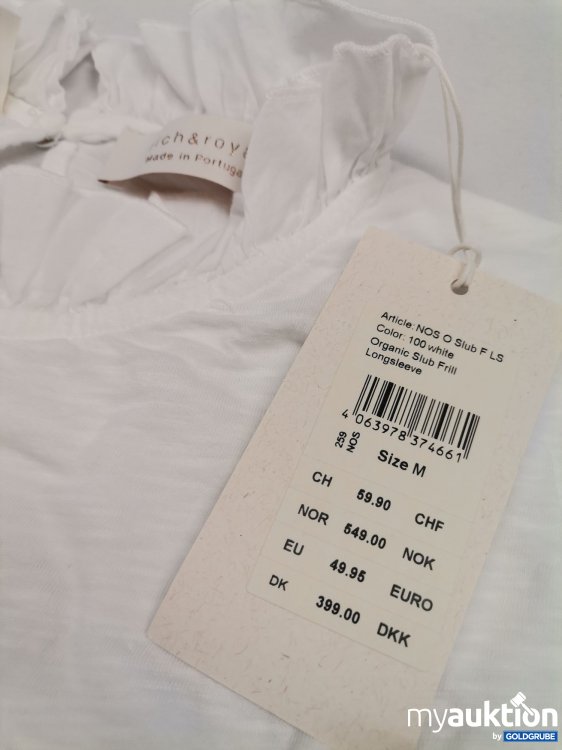 Made in Portugal
Article: NOS O Slub F LS
Color: 100 white
Organic Slub Frill
Longsleeve
4 063978 374661
259
NOS
Size M
CH 59.90 CHF
NOR 549.00 NOK
EU 49.95 EURO
DK 399.00 DKK
myauktion
by GOLDGRUBE